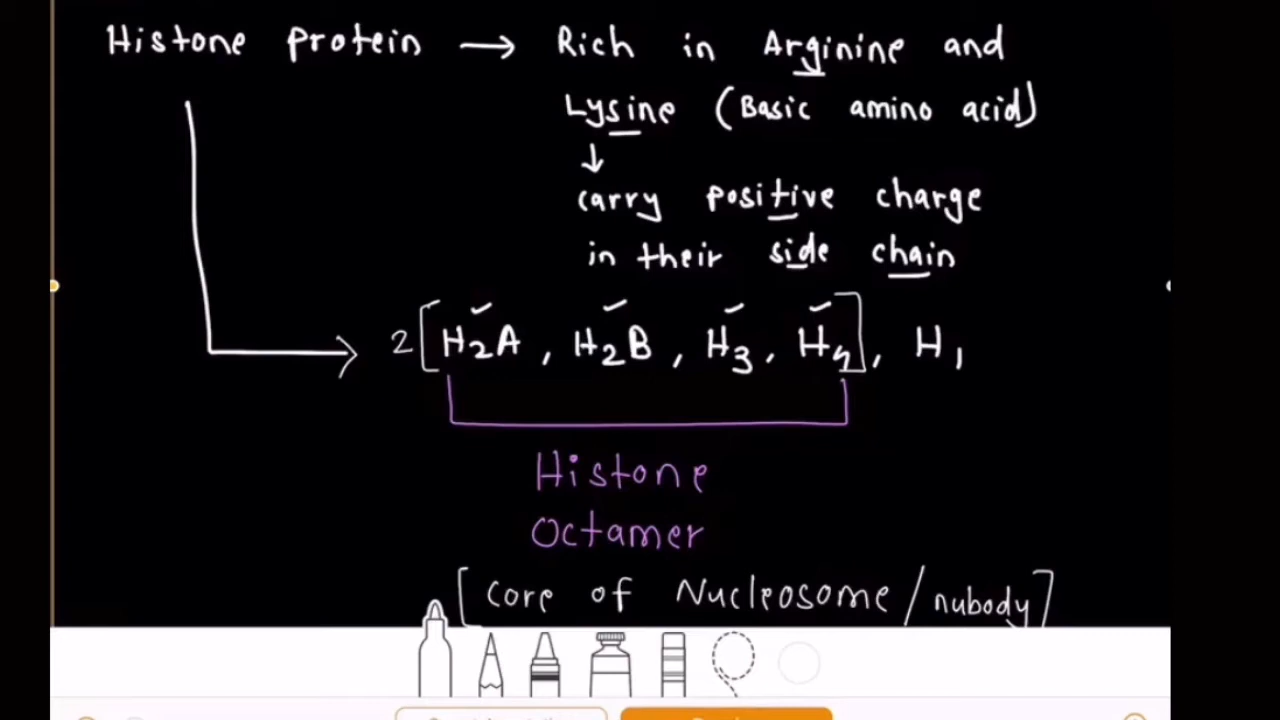 Histone protein → Rich in Arginine and
Lysine (Basic amino acid)
↓
carry positive charge
in their side chain
2[H2A, H2B, H3, H4], H1
Histone
Octamer
[core of Nucleosome/nubody]